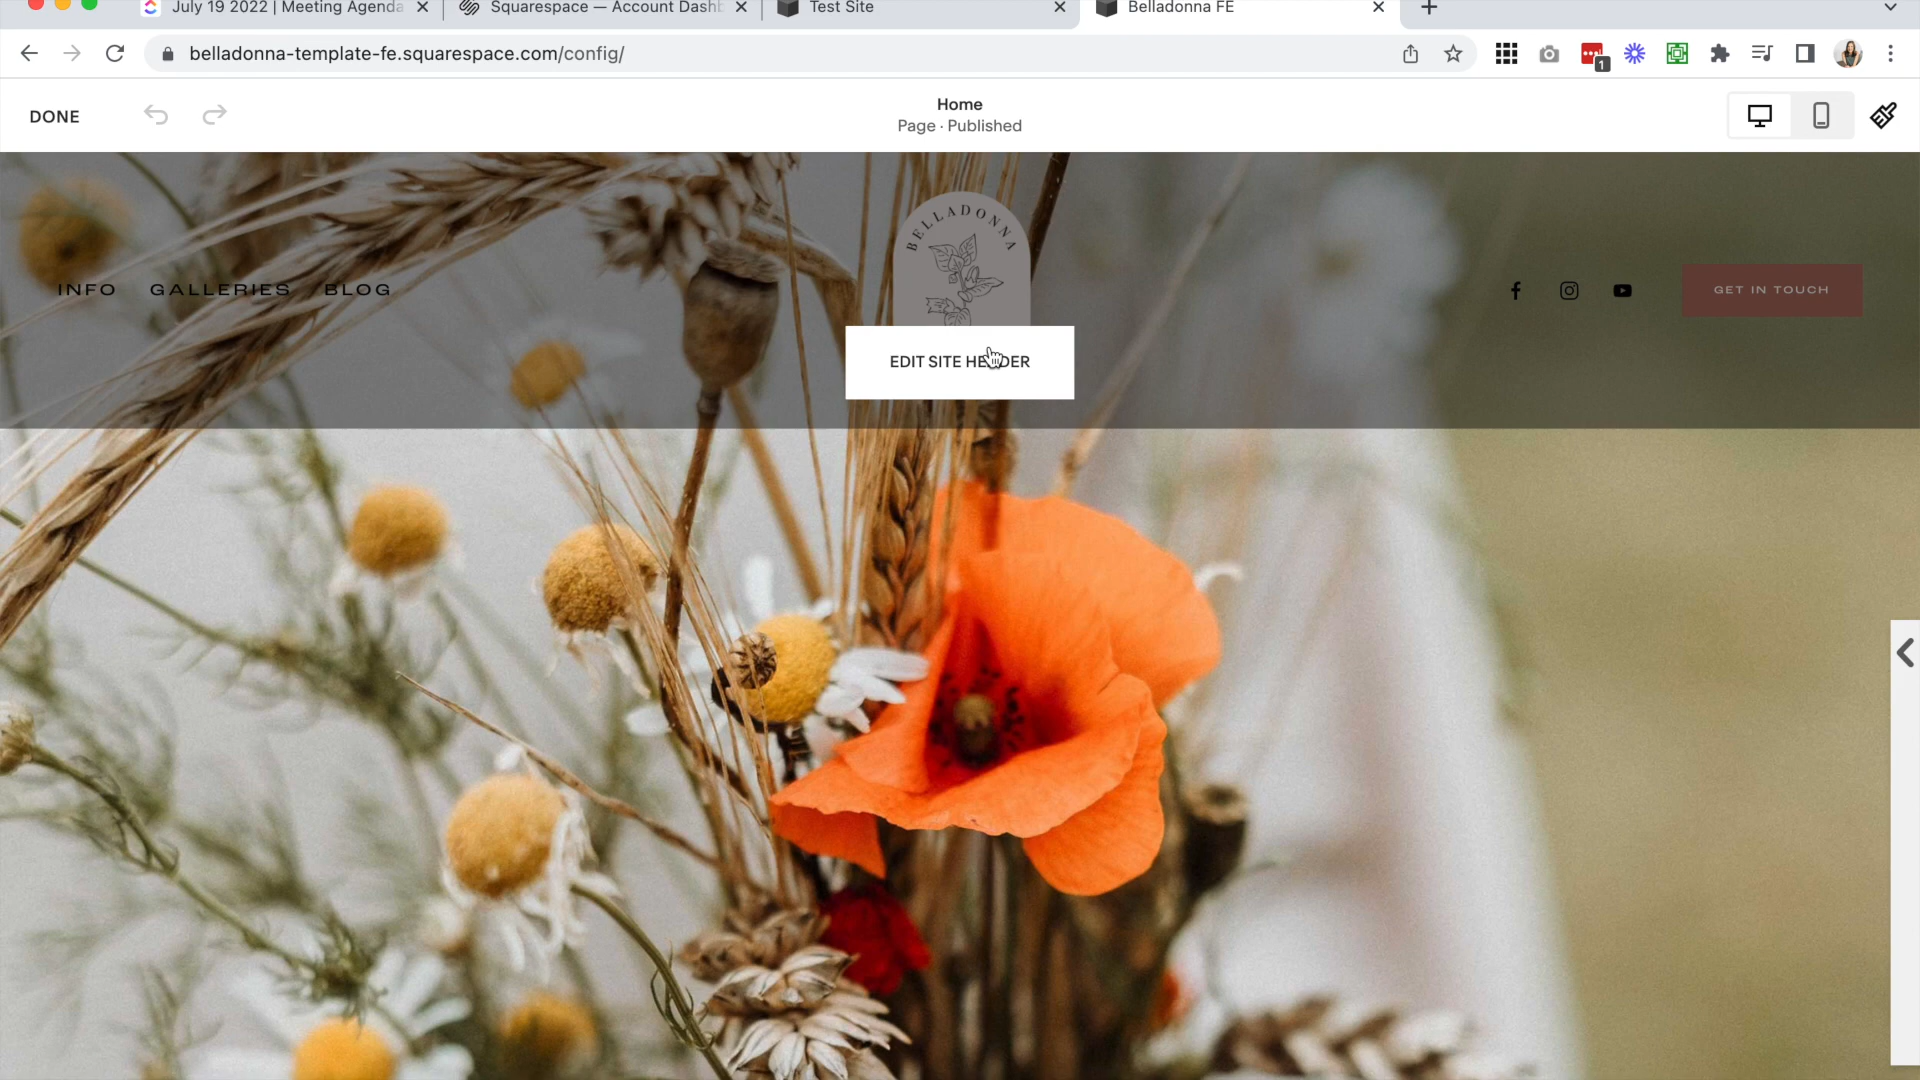 July 19 2022 | Meeting Agenda
Squarespace — Account Dashb
Test Site
Belladonna FE
belladonna-template-fe.squarespace.com/config/
1
DONE
Home
Page · Published
BELLADONNA
INFO GALLERIES BLOG
GET IN TOUCH
EDIT SITE HEADER